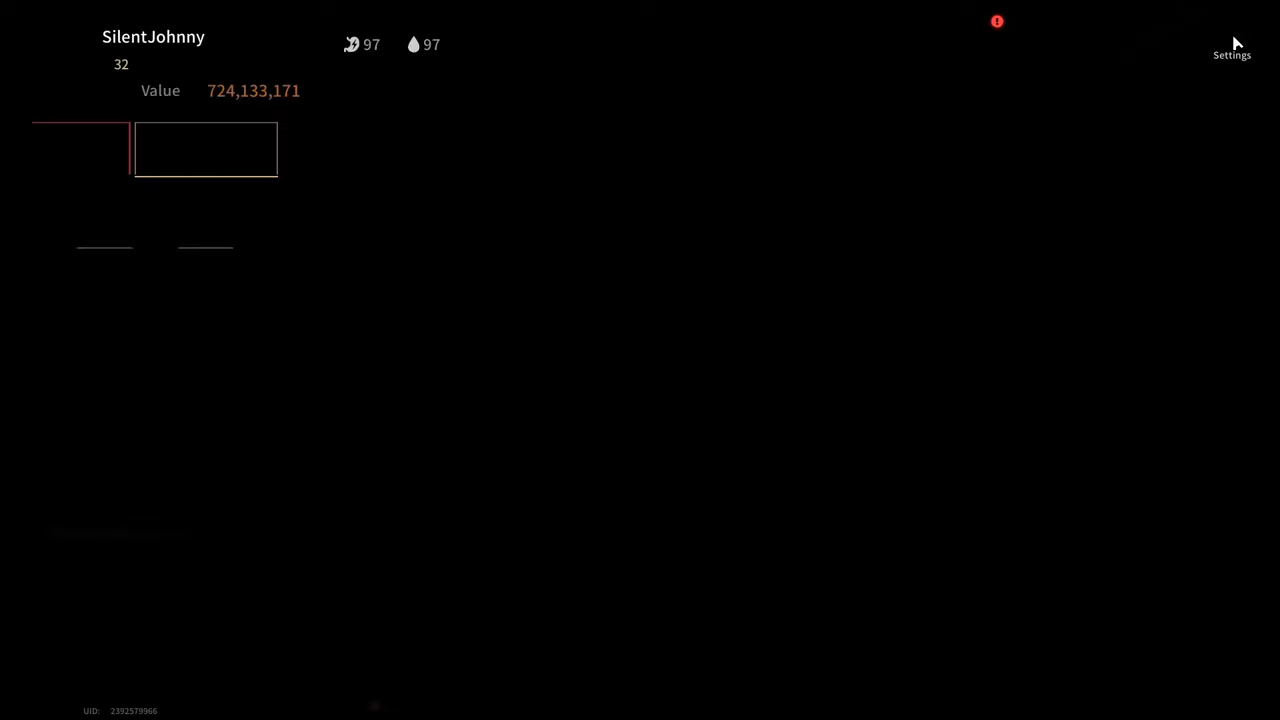 SilentJohnny
97 97
Settings
32
Value 724,133,171
UID: 2392579966